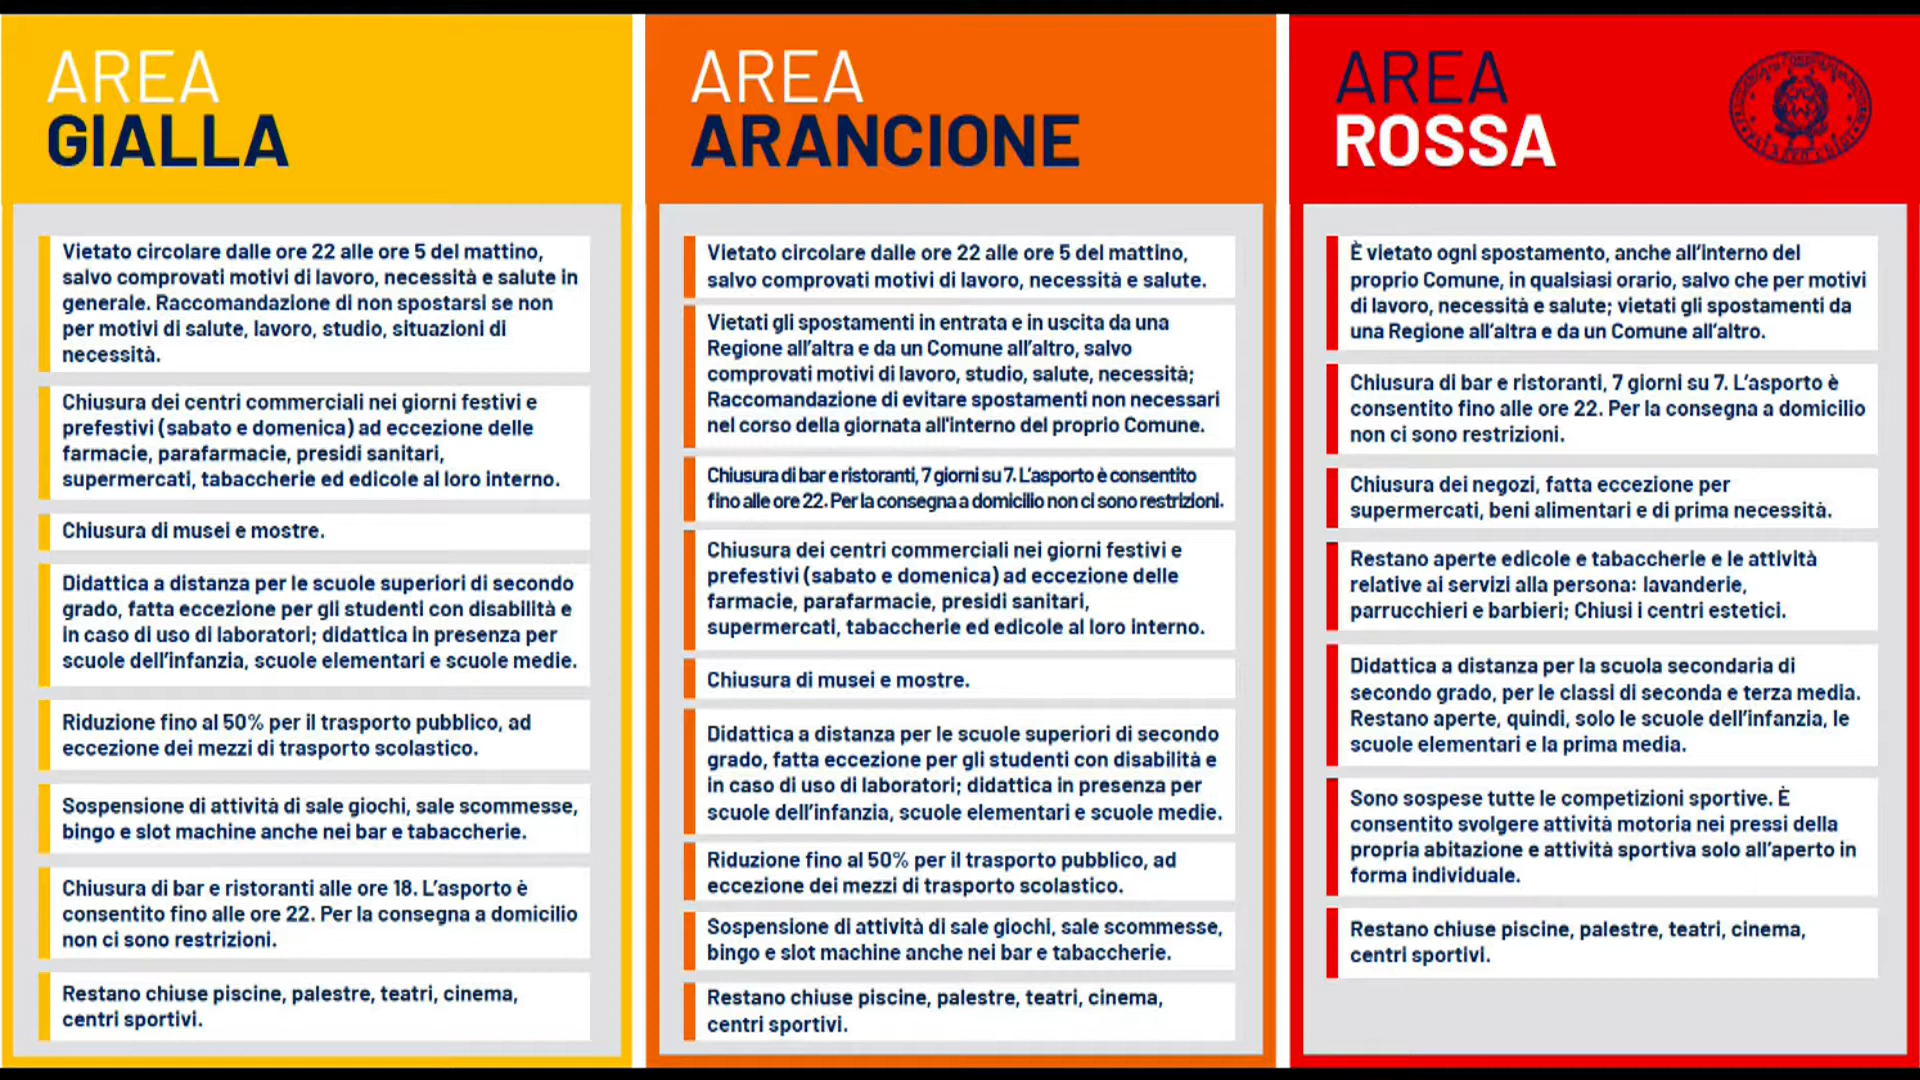 AREA
GIALLA
Vietato circolare dalle ore 22 alle ore 5 del mattino,
salvo comprovati motivi di lavoro, necessità e salute in
generale. Raccomandazione di non spostarsi se non
per motivi di salute, lavoro, studio, situazioni di
necessità.
Chiusura dei centri commerciali nei giorni festivi e
prefestivi (sabato e domenica) ad eccezione delle
farmacie, parafarmacie, presidi sanitari,
supermercati, tabaccherie ed edicole al loro interno.
Chiusura di musei e mostre.
Didattica a distanza per le scuole superiori di secondo
grado, fatta eccezione per gli studenti con disabilità e
in caso di uso di laboratori; didattica in presenza per
scuole dell'infanzia, scuole elementari e scuole medie.
Riduzione fino al 50% per il trasporto pubblico, ad
eccezione dei mezzi di trasporto scolastico.
Sospensione di attività di sale giochi, sale scommesse,
bingo e slot machine anche nei bar e tabaccherie.
Chiusura di bar e ristoranti alle ore 18. L'asporto è
consentito fino alle ore 22. Per la consegna a domicilio
non ci sono restrizioni.
Restano chiuse piscine, palestre, teatri, cinema,
centri sportivi.
AREA
ARANCIONE
Vietato circolare dalle ore 22 alle ore 5 del mattino,
salvo comprovati motivi di lavoro, necessità e salute.
Vietati gli spostamenti in entrata e in uscita da una
Regione all'altra e da un Comune all'altro, salvo
comprovati motivi di lavoro, studio, salute, necessità;
Raccomandazione di evitare spostamenti non necessari
nel corso della giornata all'interno del proprio Comune.
Chiusura di bar e ristoranti, 7 giorni su 7. L'asporto è consentito
fino alle ore 22. Per la consegna a domicilio non ci sono restrizioni.
Chiusura dei centri commerciali nei giorni festivi e
prefestivi (sabato e domenica) ad eccezione delle
farmacie, parafarmacie, presidi sanitari,
supermercati, tabaccherie ed edicole al loro interno.
Chiusura di musei e mostre.
Didattica a distanza per le scuole superiori di secondo
grado, fatta eccezione per gli studenti con disabilità e
in caso di uso di laboratori; didattica in presenza per
scuole dell'infanzia, scuole elementari e scuole medie.
Riduzione fino al 50% per il trasporto pubblico, ad
eccezione dei mezzi di trasporto scolastico.
Sospensione di attività di sale giochi, sale scommesse,
bingo e slot machine anche nei bar e tabaccherie.
Restano chiuse piscine, palestre, teatri, cinema,
centri sportivi.
AREA
ROSSA
È vietato ogni spostamento, anche all'interno del
proprio Comune, in qualsiasi orario, salvo che per motivi
di lavoro, necessità e salute; vietati gli spostamenti da
una Regione all'altra e da un Comune all'altro.
Chiusura di bar e ristoranti, 7 giorni su 7. L'asporto è
consentito fino alle ore 22. Per la consegna a domicilio
non ci sono restrizioni.
Chiusura dei negozi, fatta eccezione per
supermercati, beni alimentari e di prima necessità.
Restano aperte edicole e tabaccherie e le attività
relative ai servizi alla persona: lavanderie,
parrucchieri e barbieri; Chiusi i centri estetici.
Didattica a distanza per la scuola secondaria di
secondo grado, per le classi di seconda e terza media.
Restano aperte, quindi, solo le scuole dell'infanzia, le
scuole elementari e la prima media.
Sono sospese tutte le competizioni sportive. È
consentito svolgere attività motoria nei pressi della
propria abitazione e attività sportiva solo all'aperto in
forma individuale.
Restano chiuse piscine, palestre, teatri, cinema,
centri sportivi.